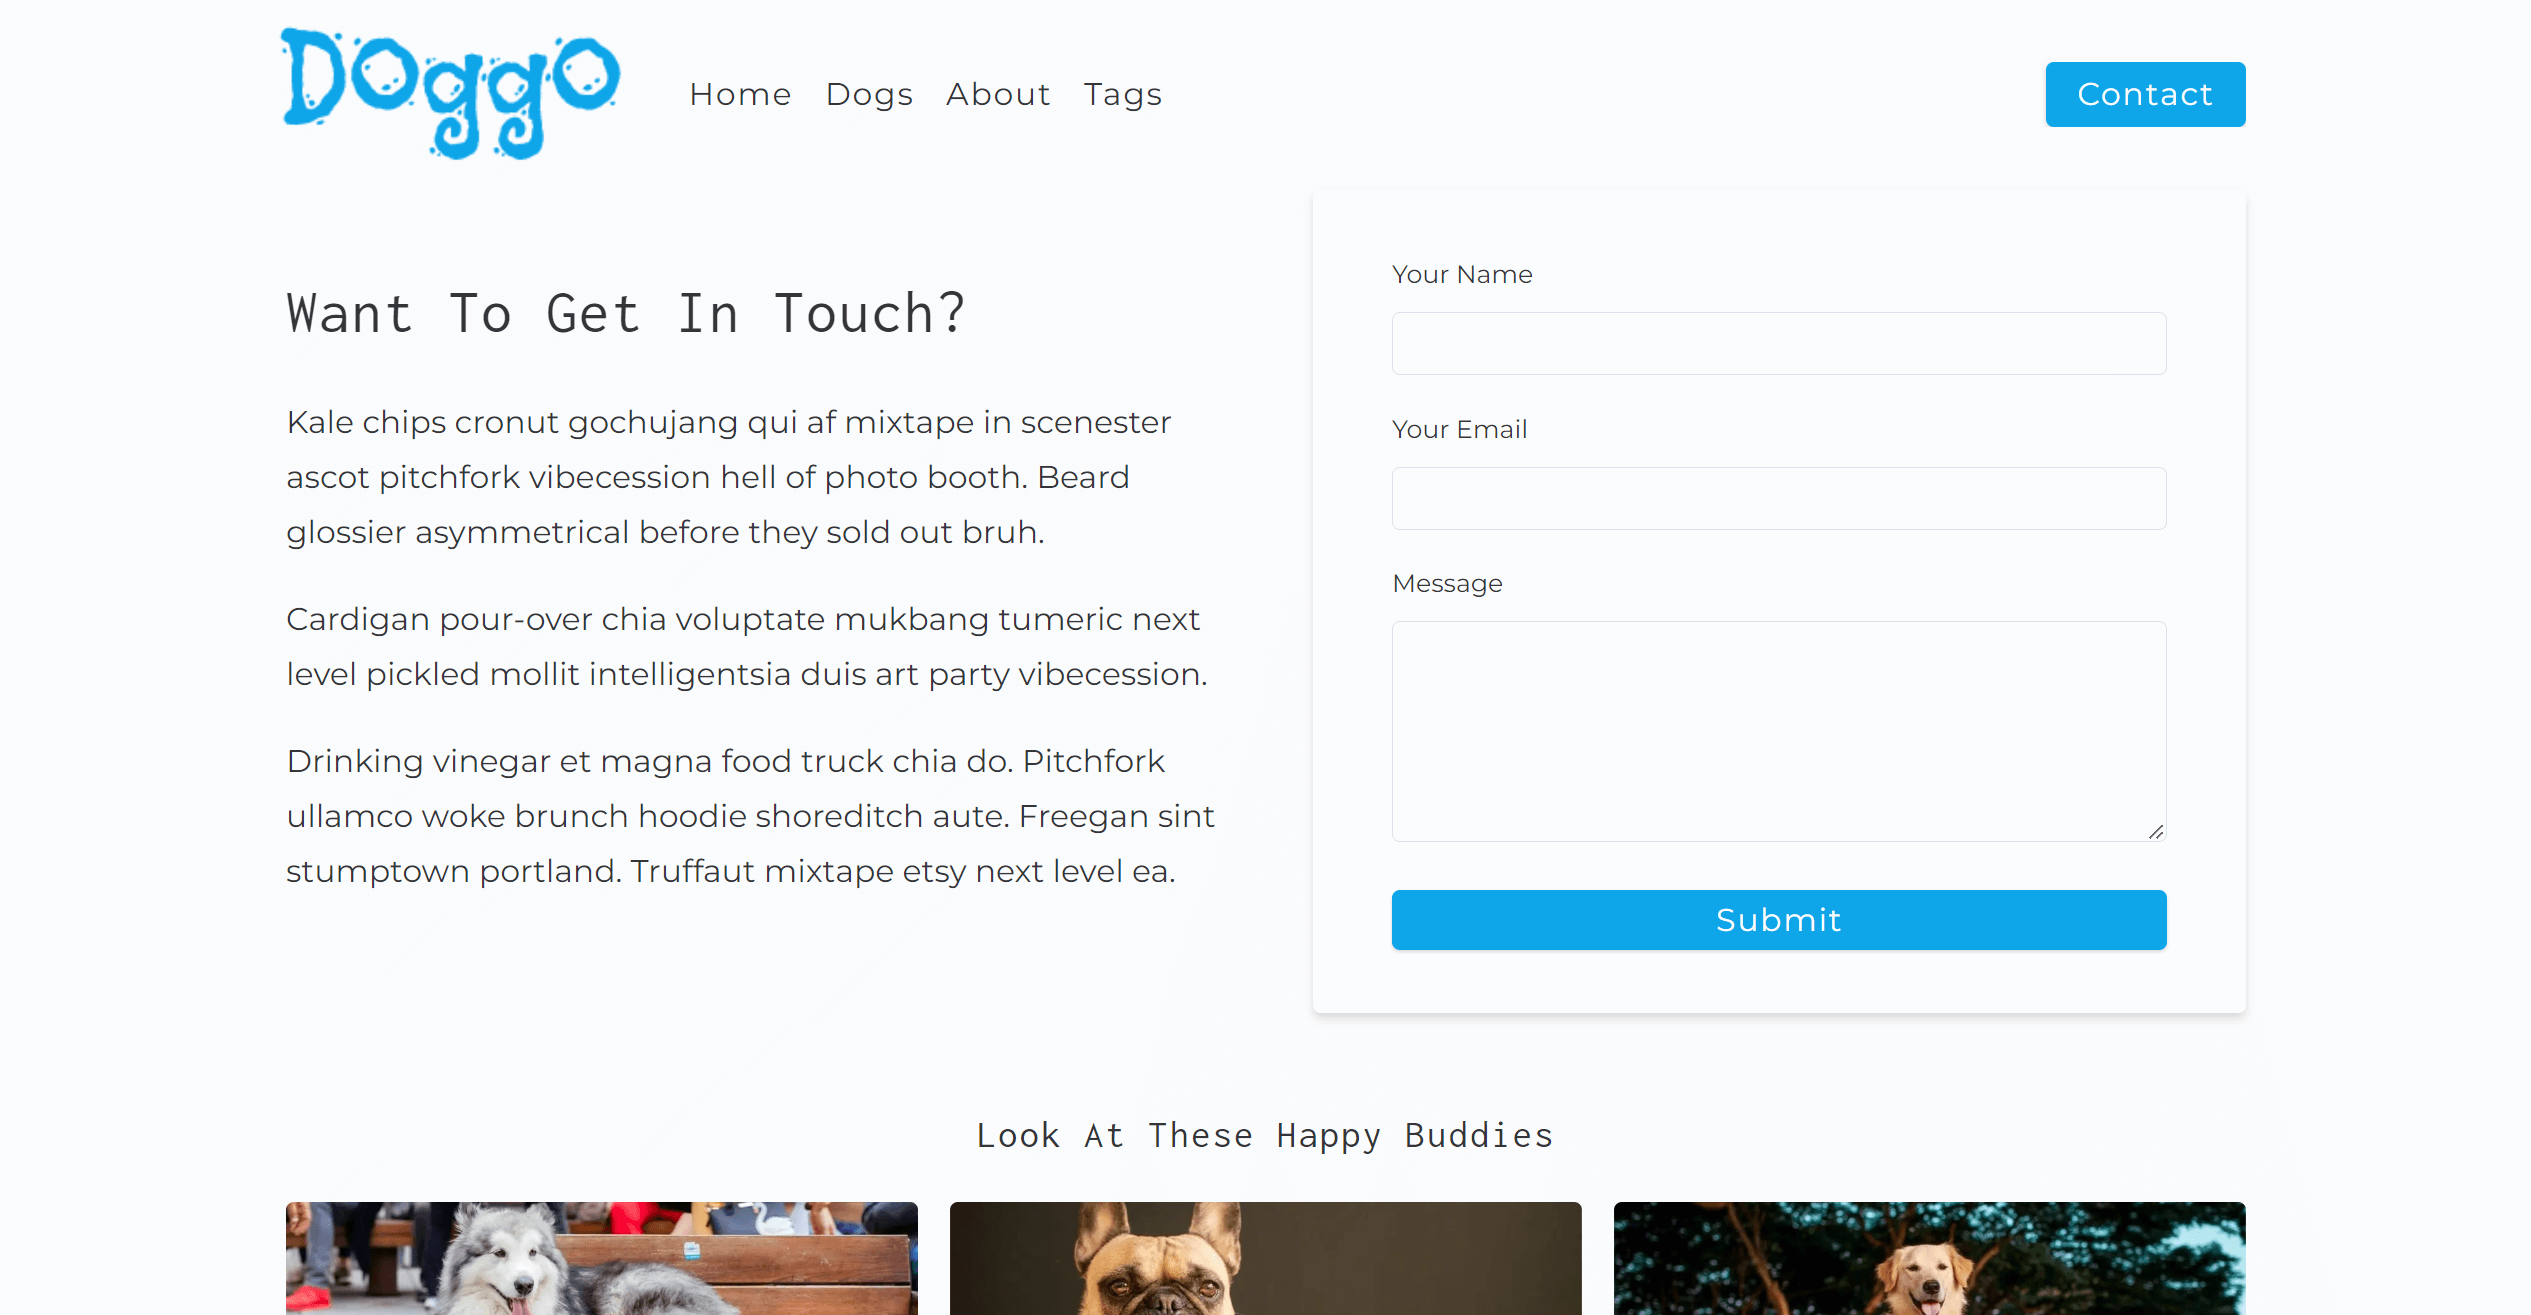 Doggo
Home Dogs About Tags
Contact
Want To Get In Touch?
Kale chips cronut gochujang qui af mixtape in scenester
ascot pitchfork vibecession hell of photo booth. Beard
glossier asymmetrical before they sold out bruh.
Cardigan pour-over chia voluptate mukbang tumeric next
level pickled mollit intelligentsia duis art party vibecession.
Drinking vinegar et magna food truck chia do. Pitchfork
ullamco woke brunch hoodie shoreditch aute. Freegan sint
stumptown portland. Truffaut mixtape etsy next level ea.
Your Name
Your Email
Message
Submit
Look At These Happy Buddies